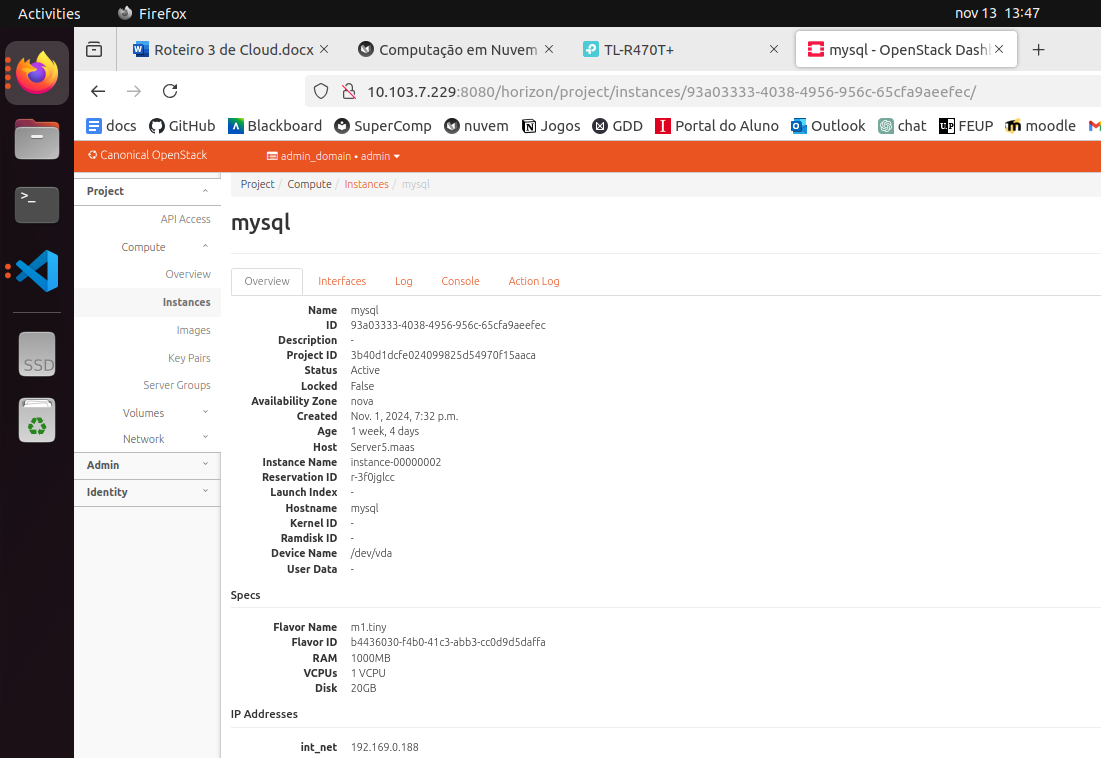 Activities Firefox nov 13 13:47
Roteiro 3 de Cloud.docx Computação em Nuvem TL-R470T+ mysql - OpenStack Dash
10.103.7.229:8080/horizon/project/instances/93a03333-4038-4956-956c-65cfa9aeefec/
docs GitHub Blackboard SuperComp nuvem Jogos GDD Portal do Aluno Outlook chat FEUP moodle
Canonical OpenStack admin_domain • admin
Project
API Access
Compute
Overview
Instances
Images
Key Pairs
Server Groups
Volumes
Network
Admin
Identity
SSD
Project / Compute / Instances / mysql
mysql
Overview Interfaces Log Console Action Log
Name mysql
ID 93a03333-4038-4956-956c-65cfa9aeefec
Description -
Project ID 3b40d1dcfe024099825d54970f15aaca
Status Active
Locked False
Availability Zone nova
Created Nov. 1, 2024, 7:32 p.m.
Age 1 week, 4 days
Host Server5.maas
Instance Name instance-00000002
Reservation ID r-3f0jglcc
Launch Index -
Hostname mysql
Kernel ID -
Ramdisk ID -
Device Name /dev/vda
User Data -
Specs
Flavor Name m1.tiny
Flavor ID b4436030-f4b0-41c3-abb3-cc0d9d5daffa
RAM 1000MB
VCPUs 1 VCPU
Disk 20GB
IP Addresses
int_net 192.169.0.188